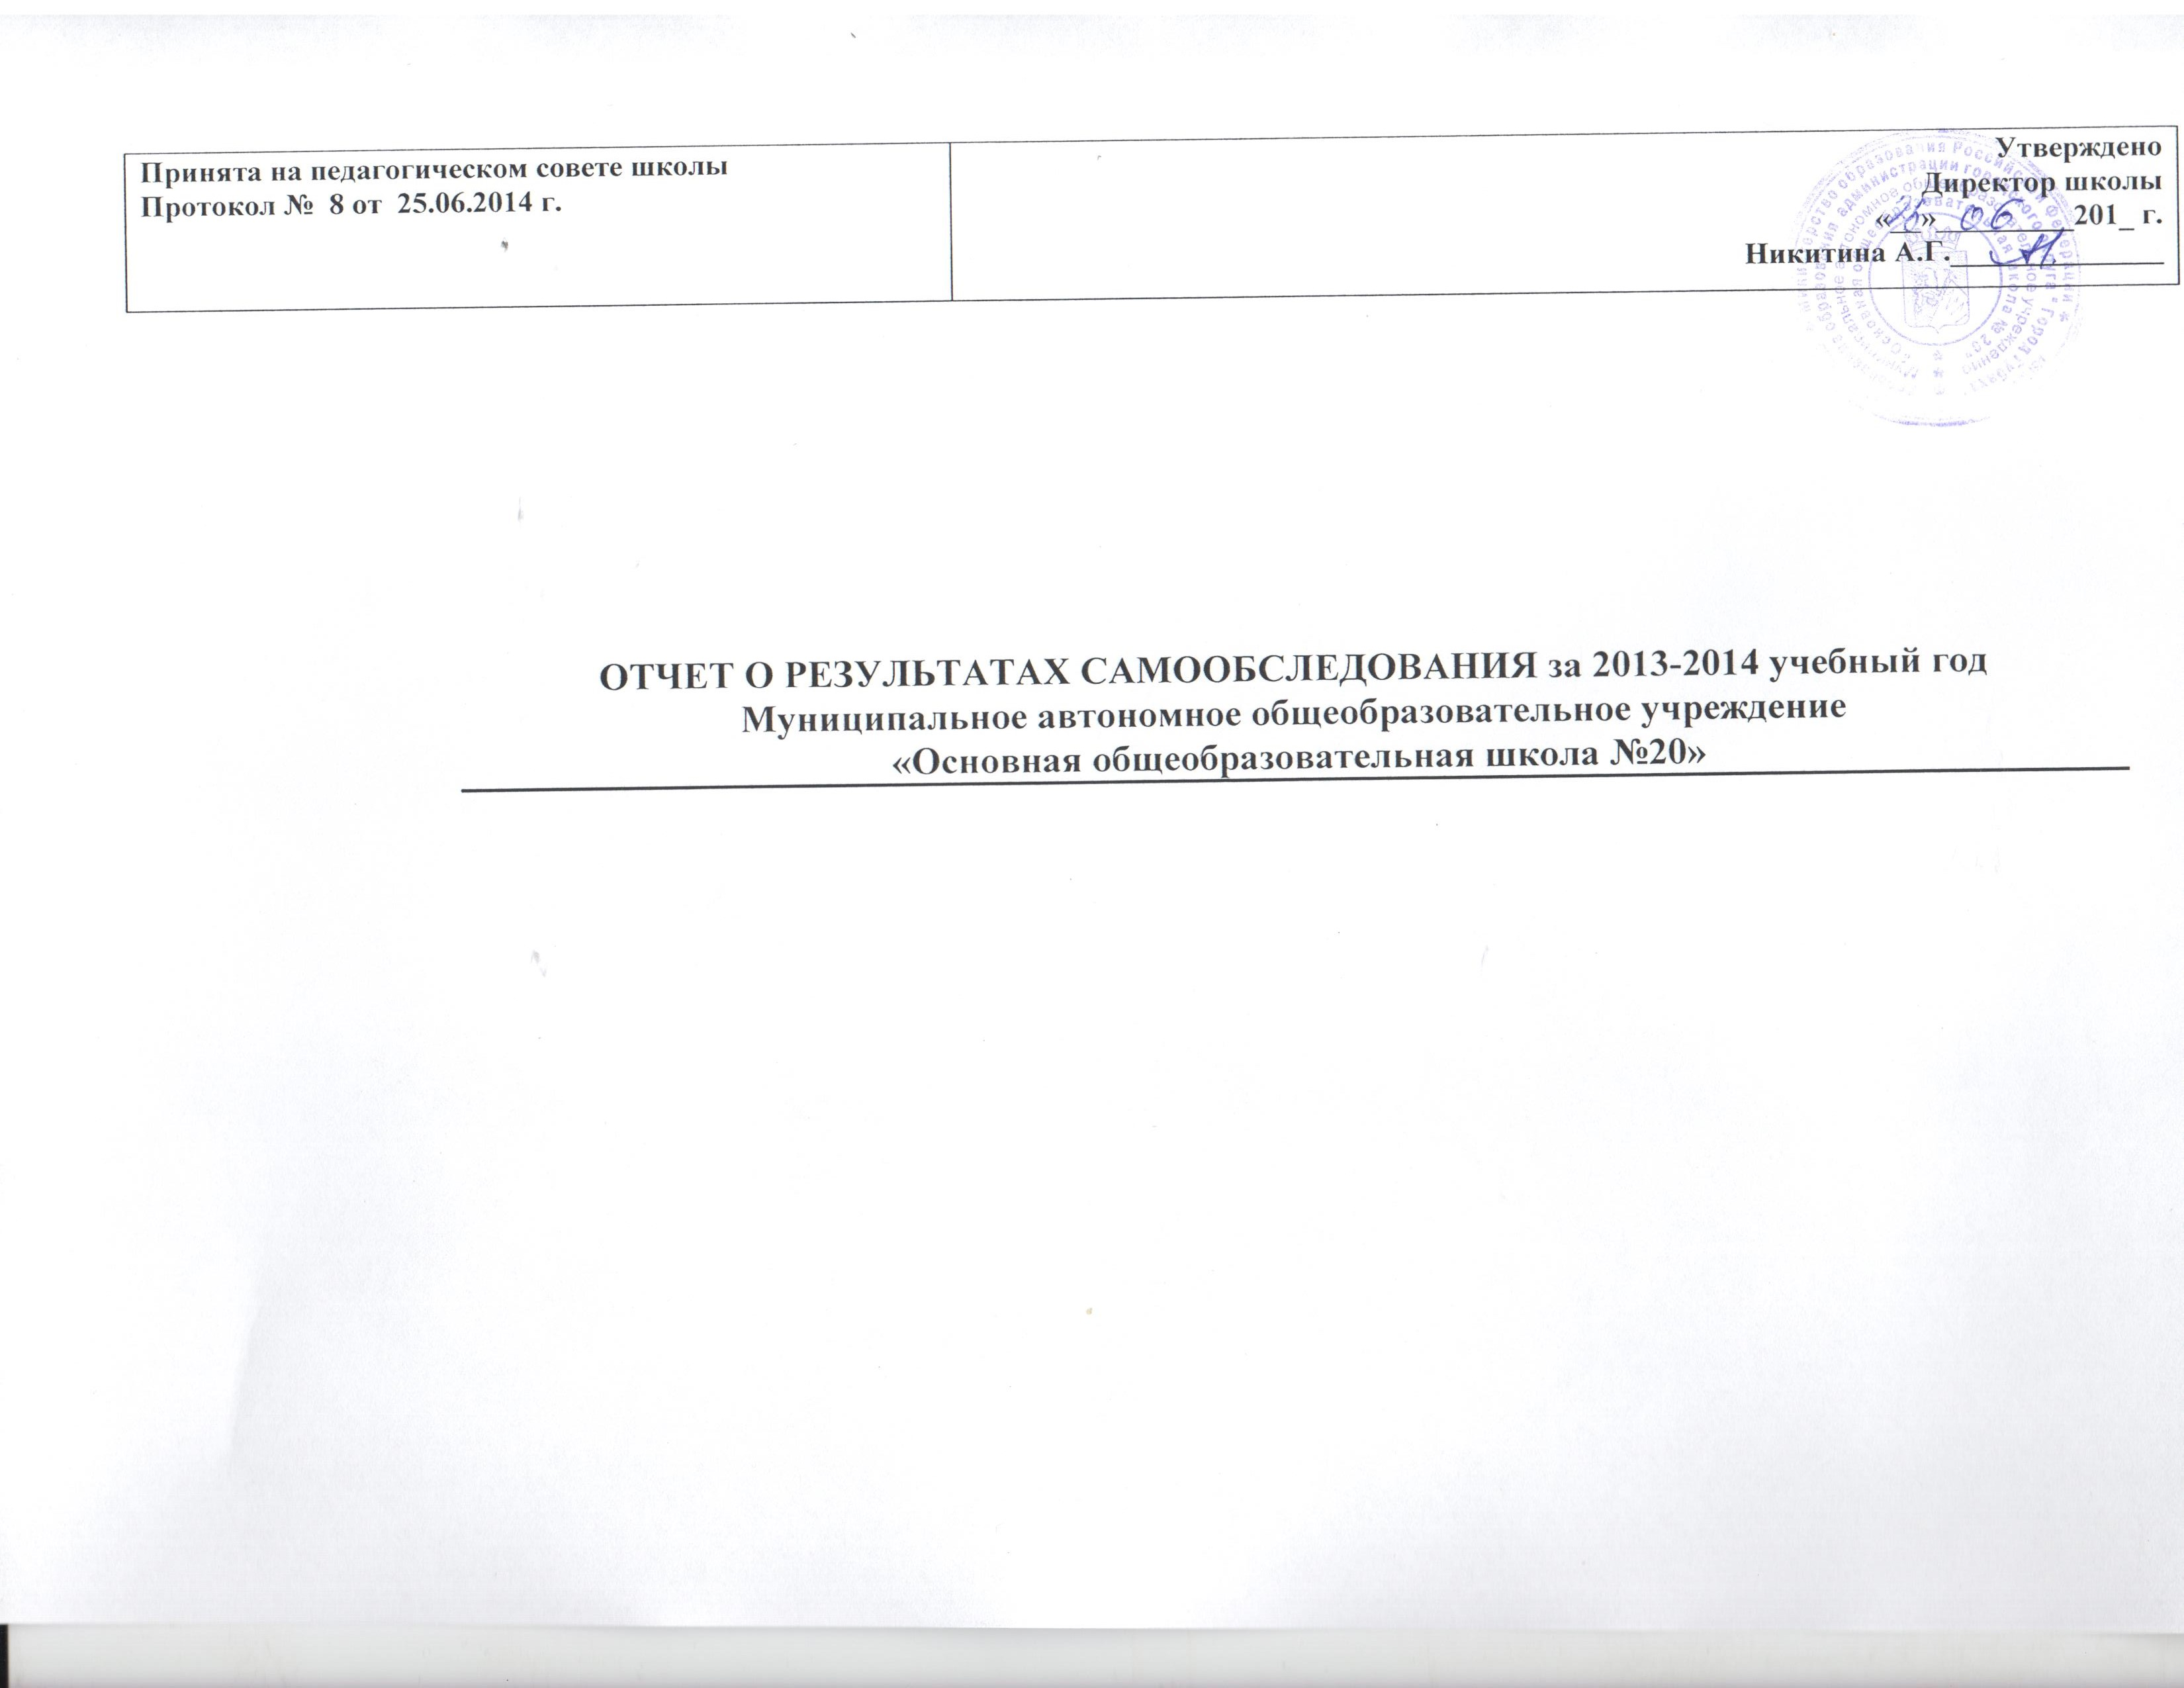 Принята на педагогическом совете школы
Протокол № 8 от 25.06.2014 г.
Утверждено
Директор школы
«__» 06 201_ г.
Никитина А.Г.
ОТЧЕТ О РЕЗУЛЬТАТАХ САМООБСЛЕДОВАНИЯ за 2013-2014 учебный год
Муниципальное автономное общеобразовательное учреждение
«Основная общеобразовательная школа №20»